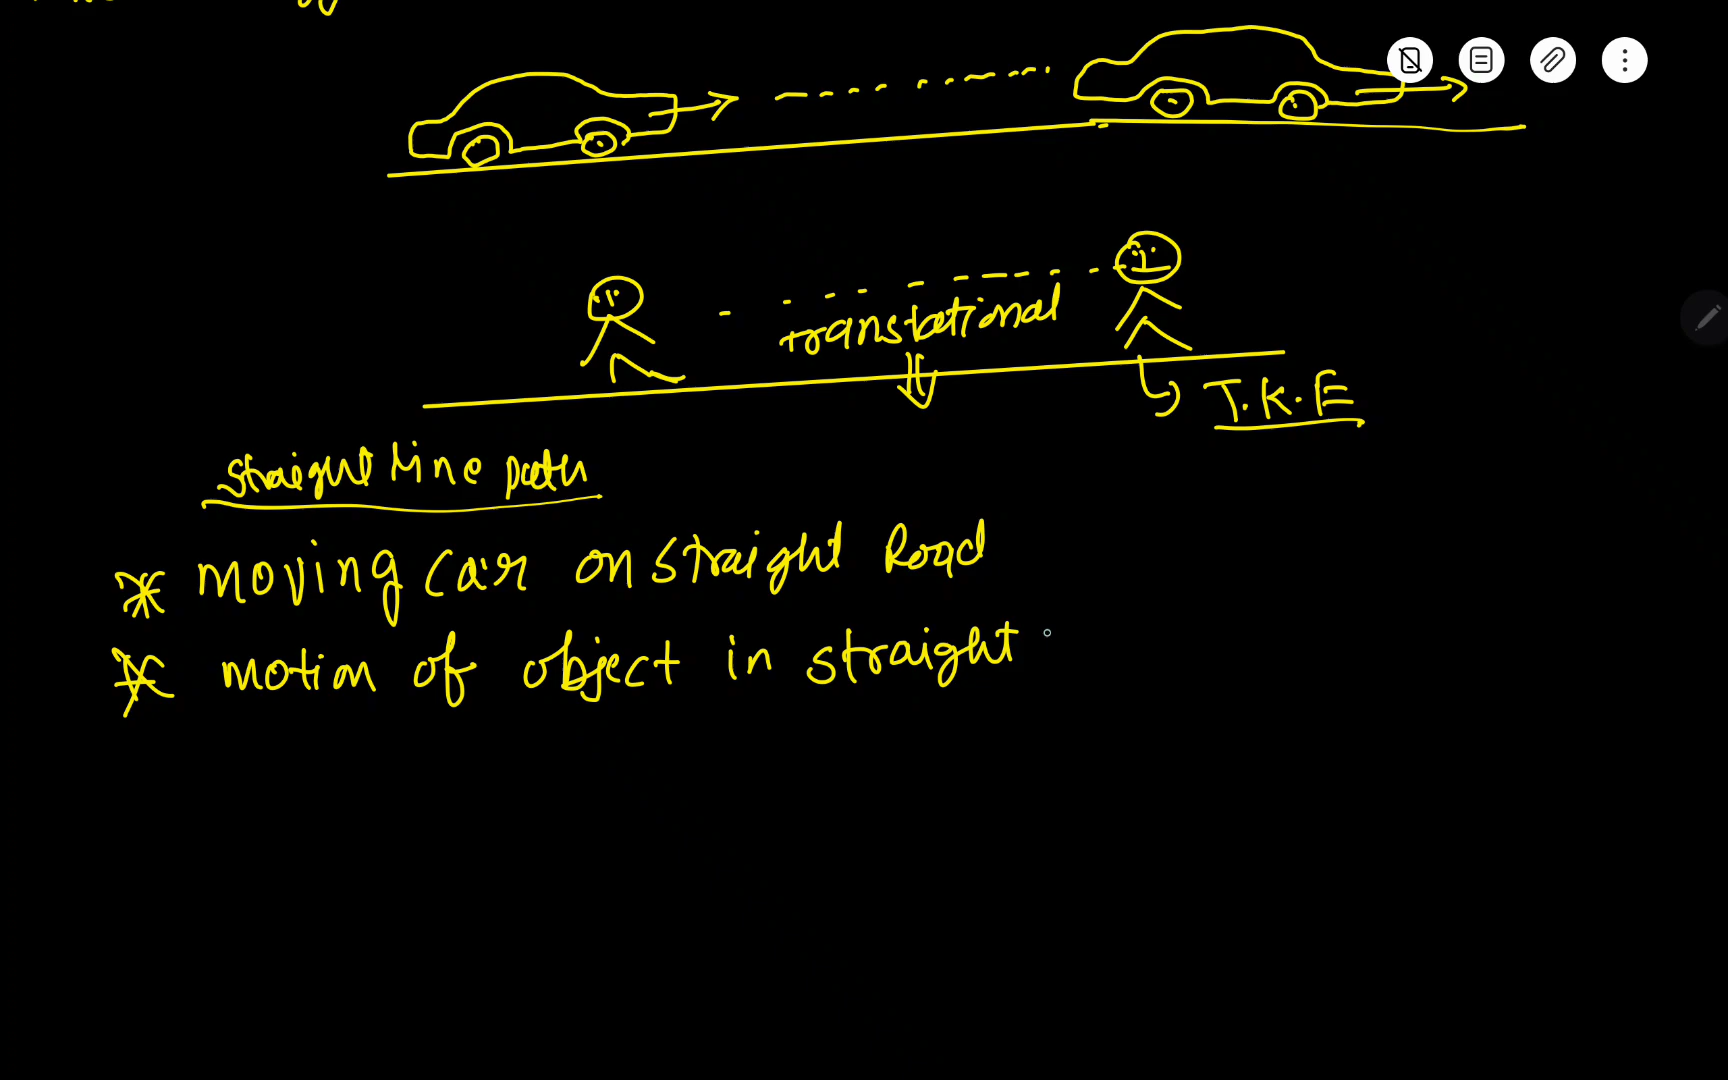 translational
T.K.E
straight line path
* moving car on straight Road
* motion of object in straight